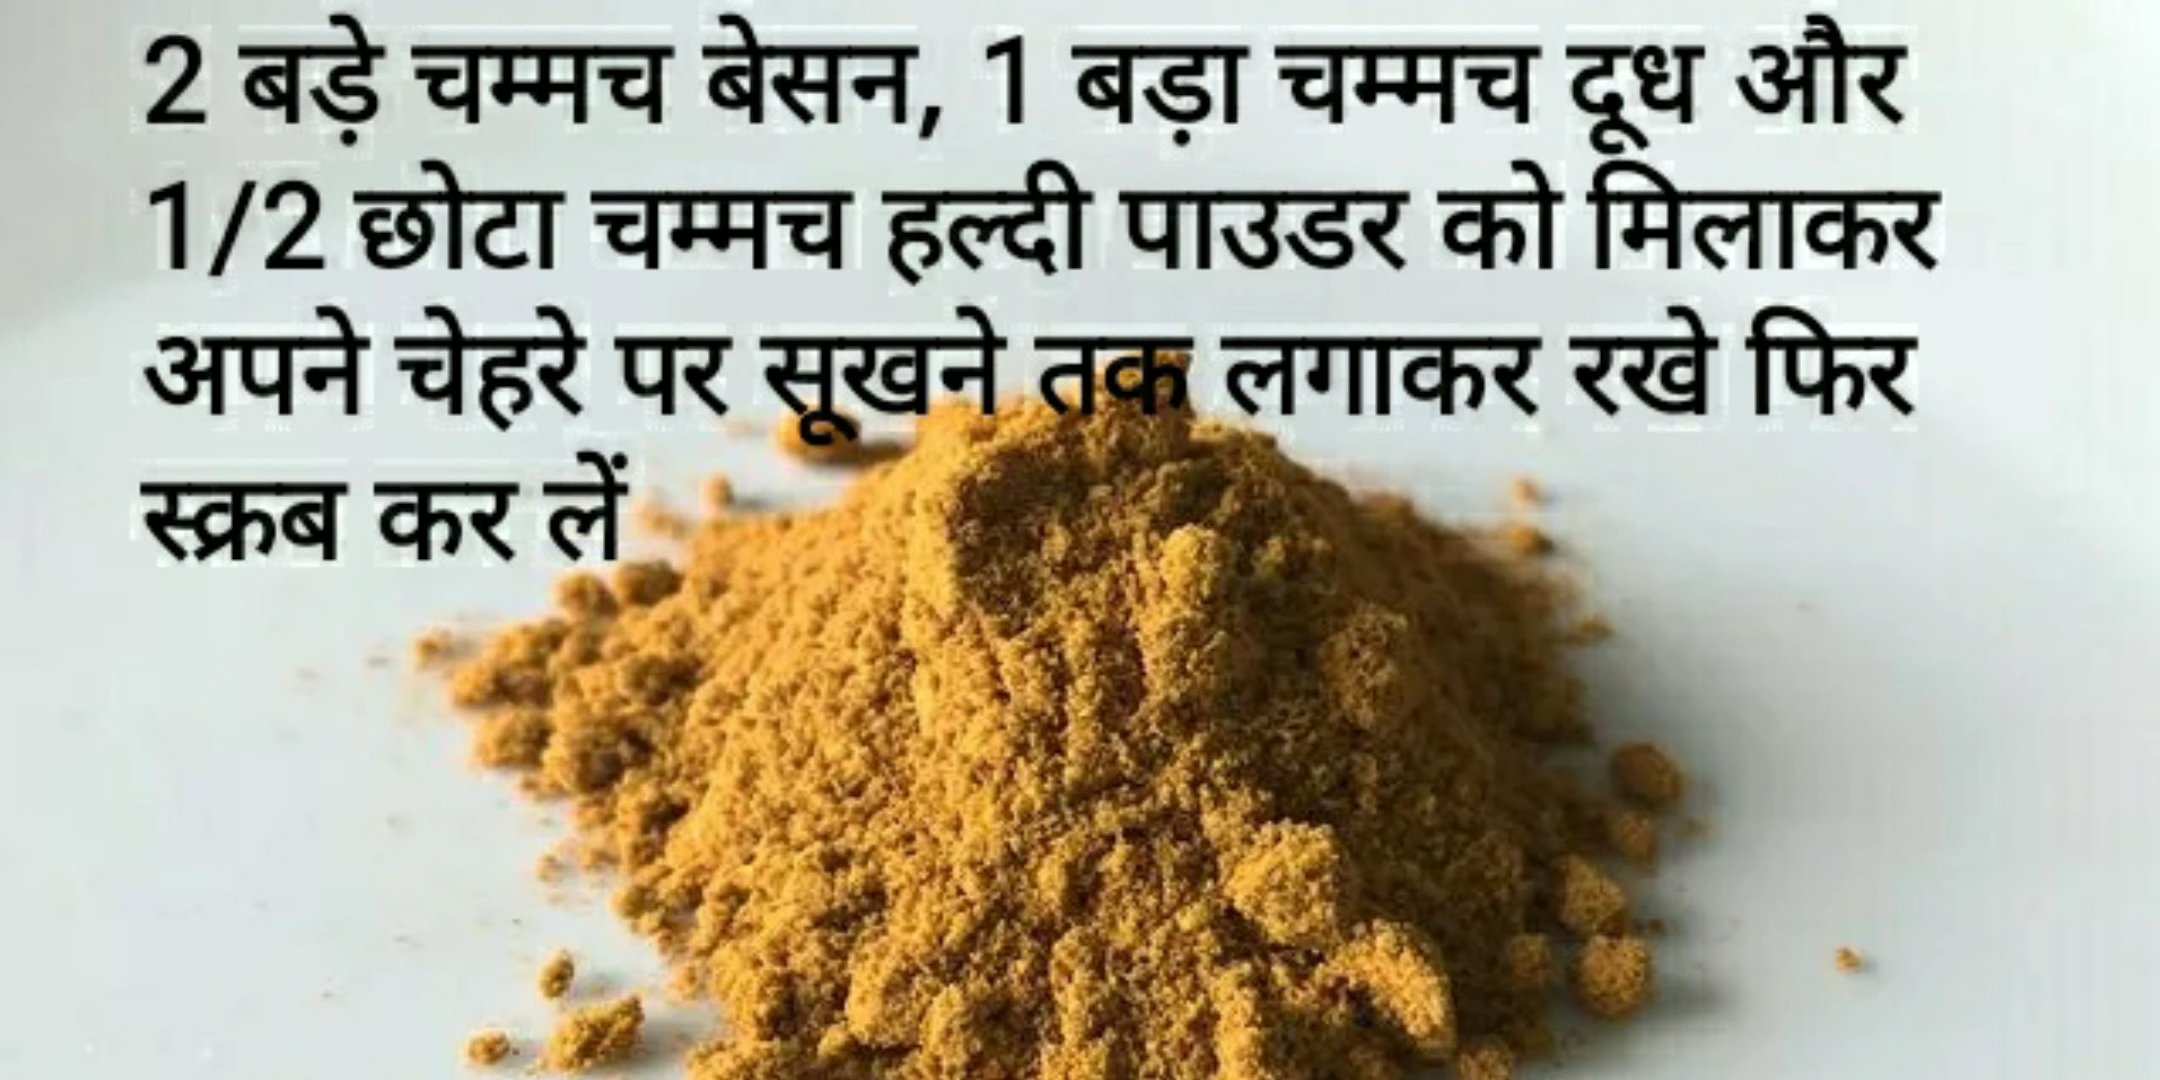 2 बड़े चम्मच बेसन, 1 बड़ा चम्मच दूध और
1/2 छोटा चम्मच हल्दी पाउडर को मिलाकर
अपने चेहरे पर सूखने तक लगाकर रखे फिर
स्क्रब कर लें